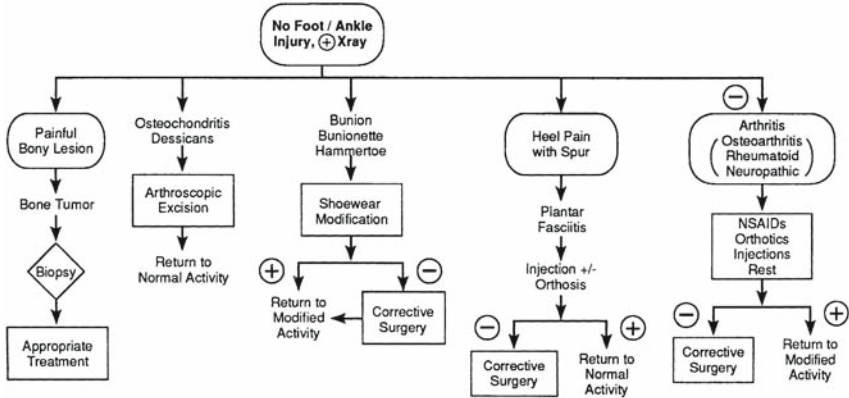 No Foot / Ankle
Injury, ⊕ Xray
Painful
Bony Lesion
Bone Tumor
Biopsy
Appropriate
Treatment
Osteochondritis
Dessicans
Arthroscopic
Excision
Return to
Normal Activity
Bunion
Bunionette
Hammertoe
Shoewear
Modification
⊕
⊖
Return to
Modified
Activity
Corrective
Surgery
Heel Pain
with Spur
Plantar
Fasciitis
Injection +/-
Orthosis
⊖
⊕
Corrective
Surgery
Return to
Normal
Activity
⊖
Arthritis
(Osteoarthritis
Rheumatoid
Neuropathic)
NSAIDs
Orthotics
Injections
Rest
⊖
⊕
Corrective
Surgery
Return to
Modified
Activity